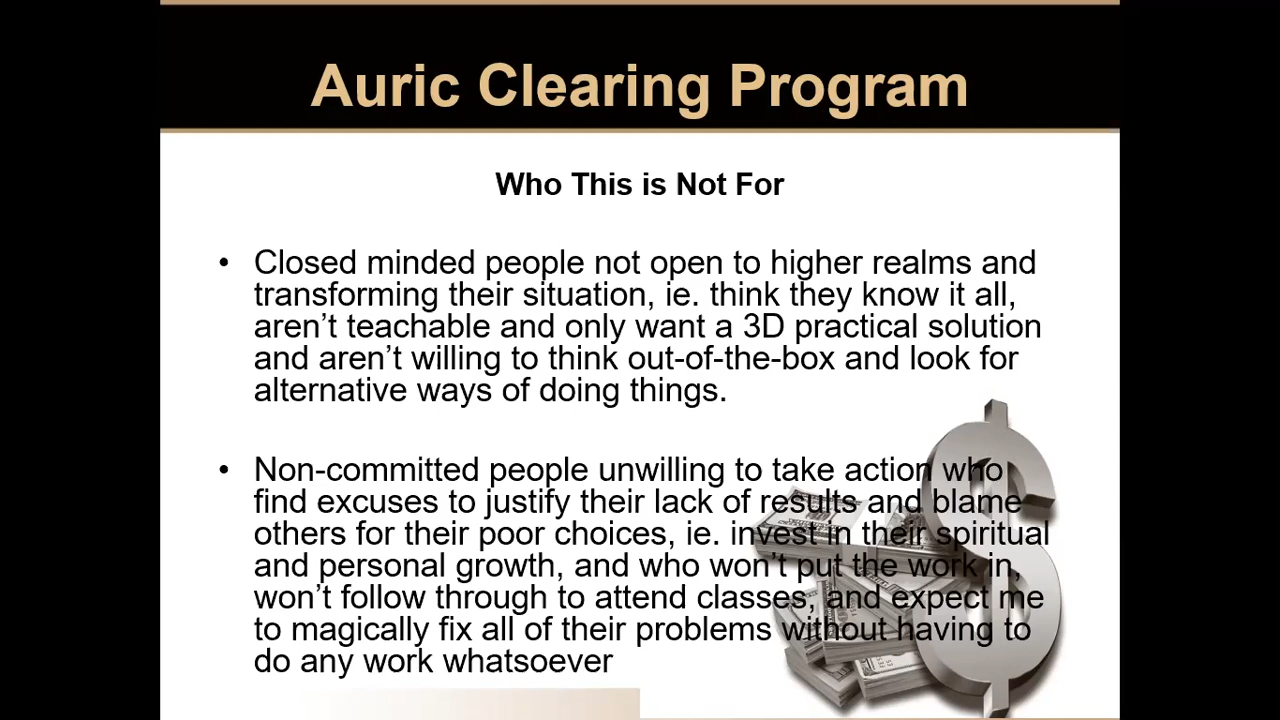 Auric Clearing Program
Who This is Not For
• Closed minded people not open to higher realms and
transforming their situation, ie. think they know it all,
aren’t teachable and only want a 3D practical solution
and aren’t willing to think out-of-the-box and look for
alternative ways of doing things.
• Non-committed people unwilling to take action who
find excuses to justify their lack of results and blame
others for their poor choices, ie. invest in their spiritual
and personal growth, and who won’t put the work in,
won’t follow through to attend classes, and expect me
to magically fix all of their problems without having to
do any work whatsoever